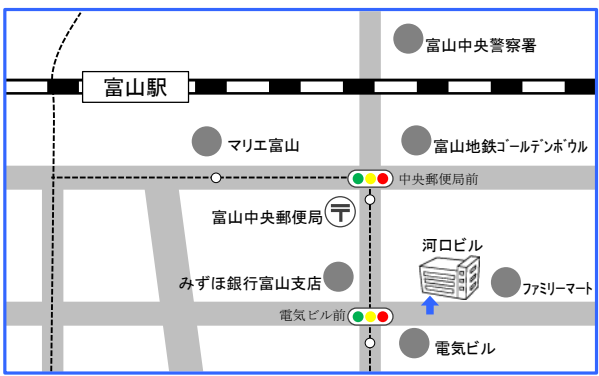 富山中央警察署
富山駅
マリエ富山
富山地鉄ｺﾞｰﾙﾃﾞﾝﾎﾞｳﾙ
中央郵便局前
富山中央郵便局
〒
河口ビル
みずほ銀行富山支店
ﾌｧﾐﾘｰﾏｰﾄ
電気ビル前
電気ビル